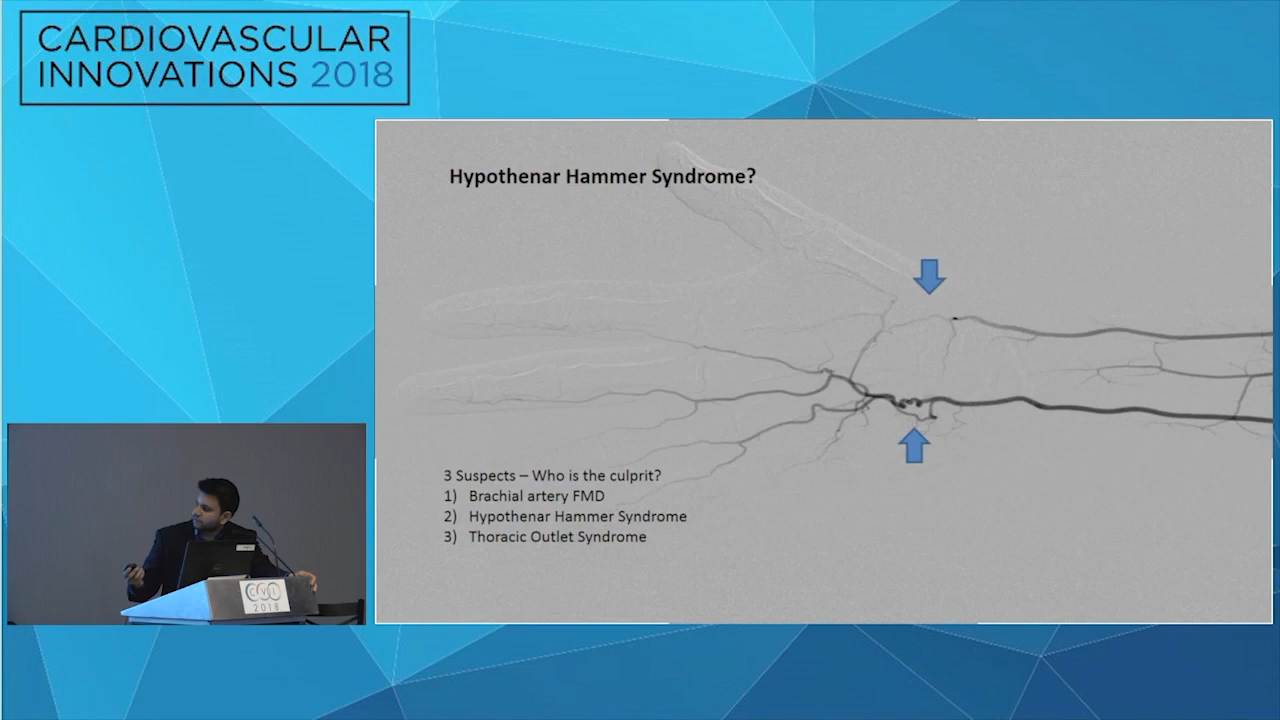 CARDIOVASCULAR
INNOVATIONS 2018
Hypothenar Hammer Syndrome?
3 Suspects – Who is the culprit?
1) Brachial artery FMD
2) Hypothenar Hammer Syndrome
3) Thoracic Outlet Syndrome
CVI
2018